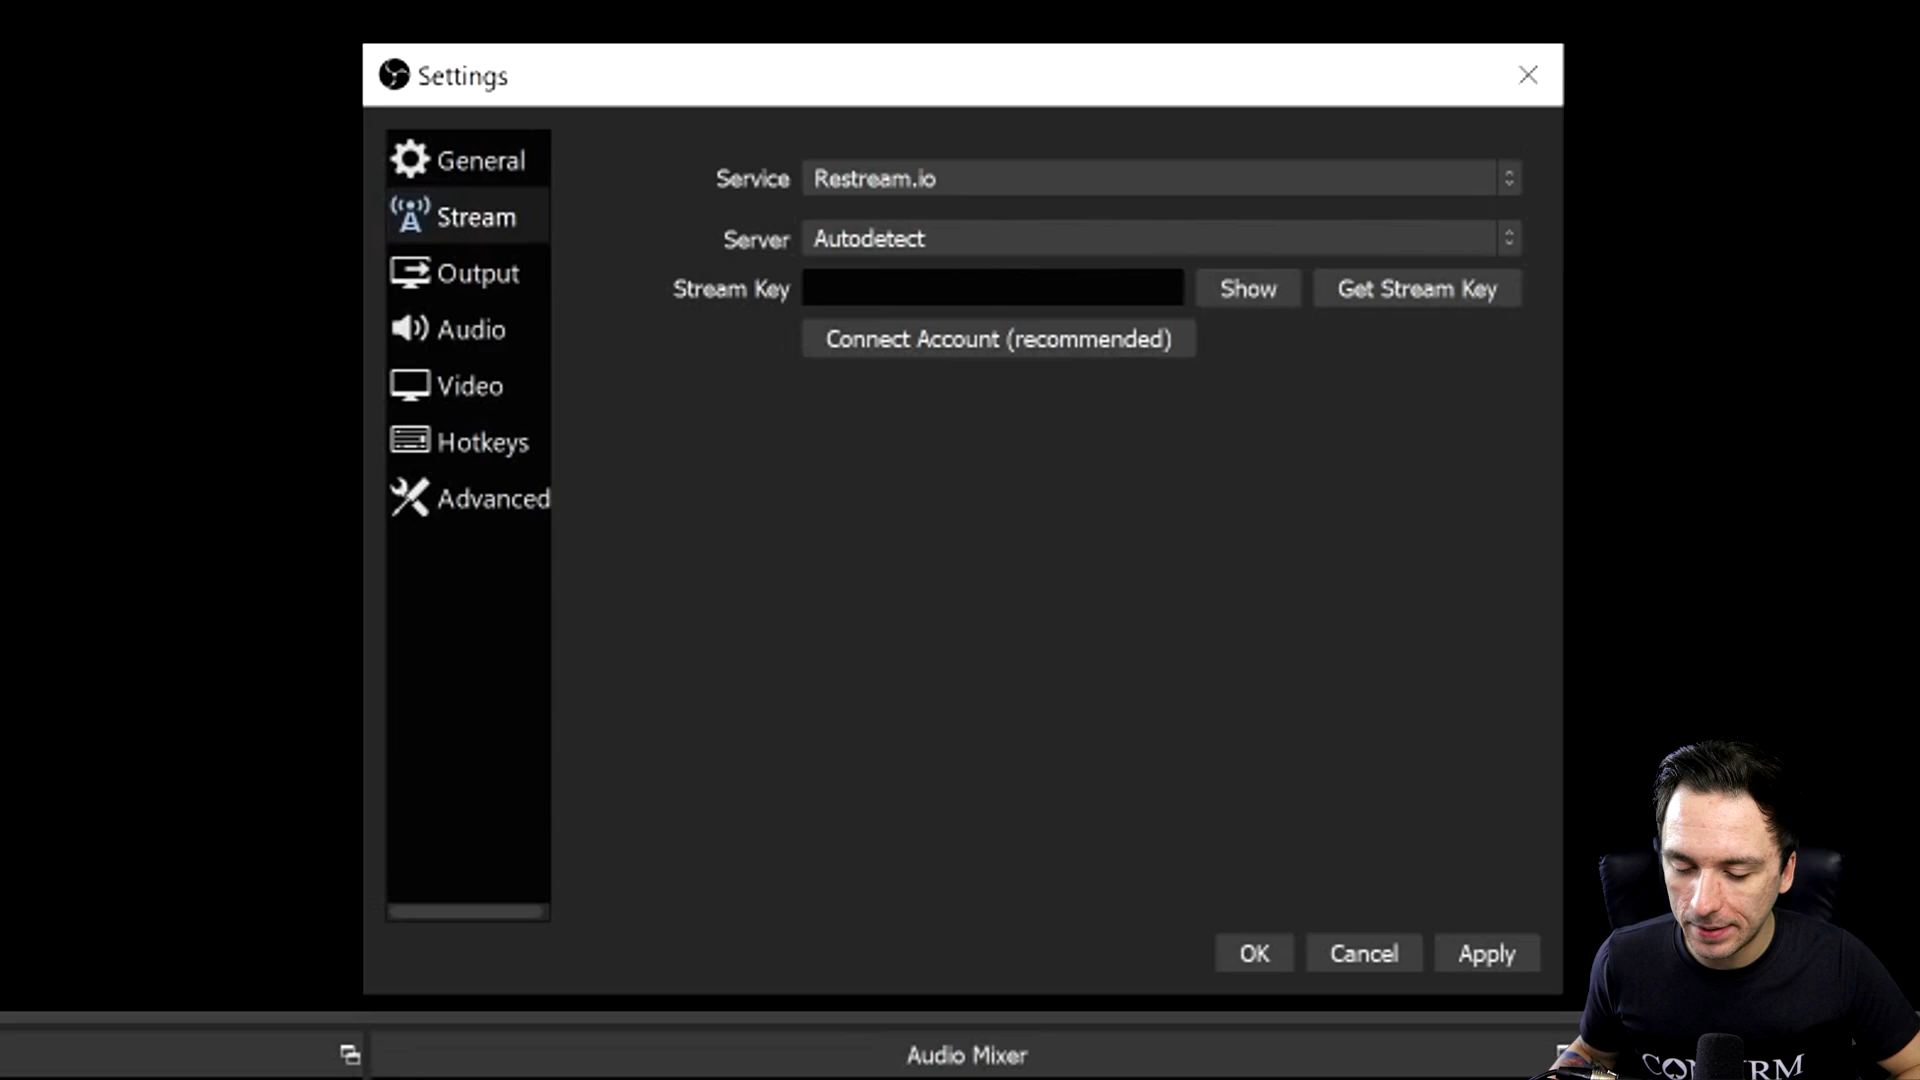 Settings
General
Stream
Output
Audio
Video
Hotkeys
Advanced
Service Restream.io
Server Autodetect
Stream Key Show Get Stream Key
Connect Account (recommended)
OK Cancel Apply
Audio Mixer